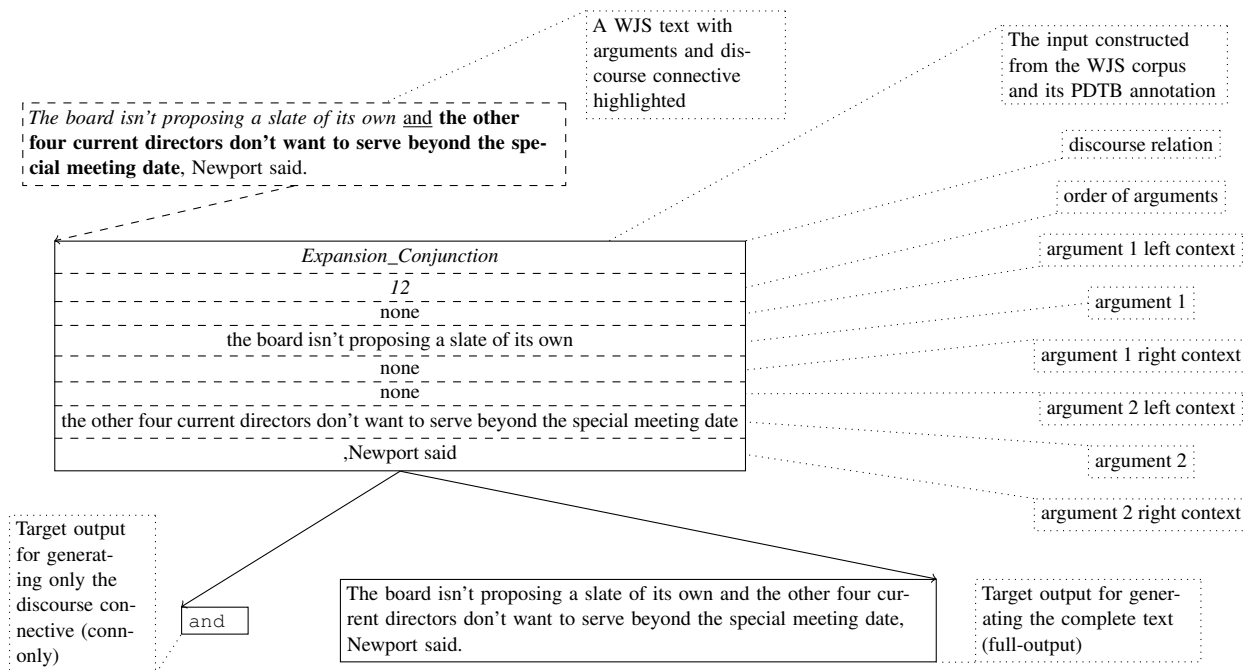 A WJS text with
arguments and dis-
course connective
highlighted
The input constructed
from the WJS corpus
and its PDTB annotation
The board isn't proposing a slate of its own and the other
four current directors don't want to serve beyond the spe-
cial meeting date, Newport said.
discourse relation
order of arguments
argument 1 left context
argument 1
argument 1 right context
argument 2 left context
argument 2
argument 2 right context
Expansion_Conjunction
12
none
the board isn't proposing a slate of its own
none
none
the other four current directors don't want to serve beyond the special meeting date
,Newport said
Target output
for generat-
ing only the
discourse con-
nective (conn-
only)
and
The board isn't proposing a slate of its own and the other four cur-
rent directors don't want to serve beyond the special meeting date,
Newport said.
Target output for gener-
ating the complete text
(full-output)